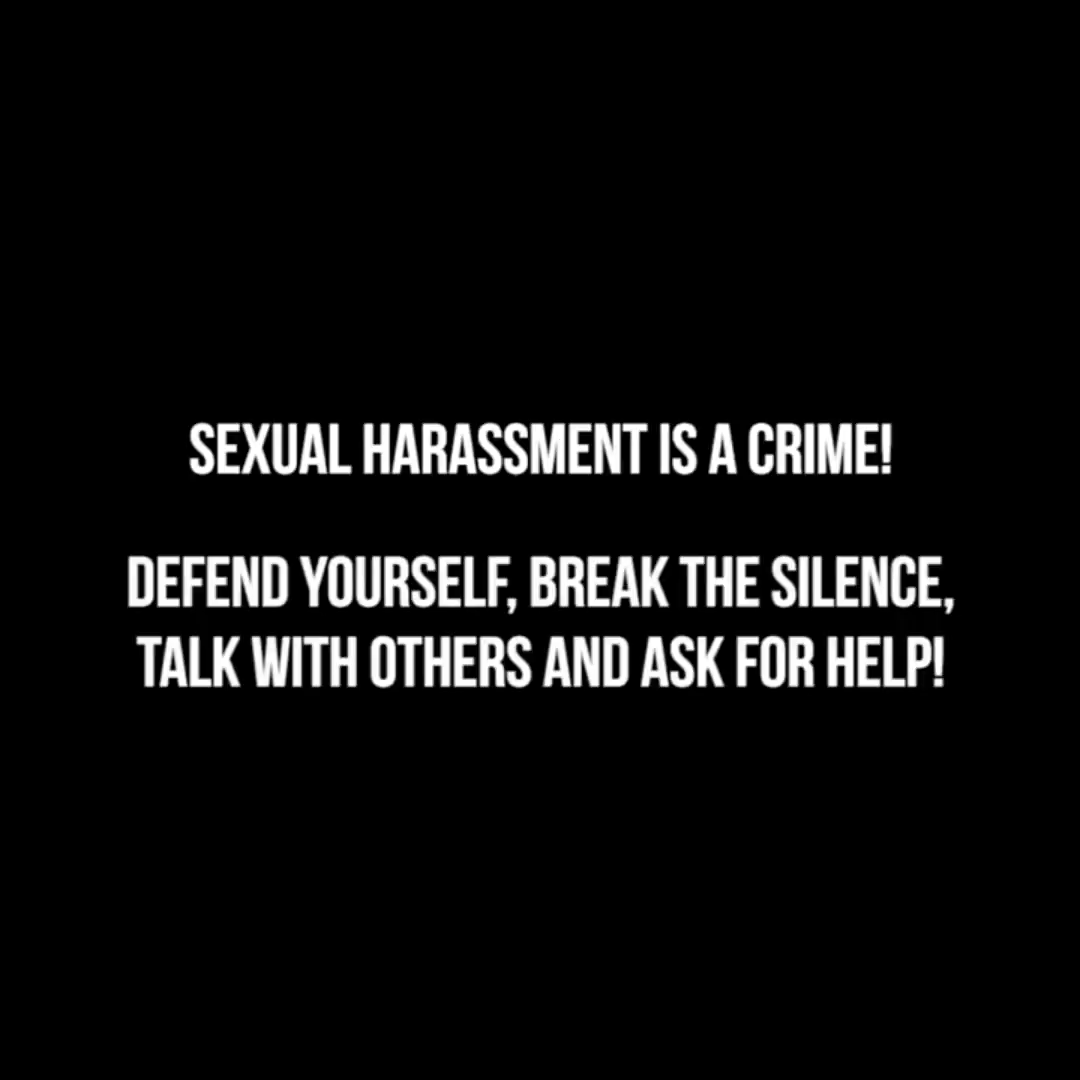 SEXUAL HARASSMENT IS A CRIME!
DEFEND YOURSELF, BREAK THE SILENCE,
TALK WITH OTHERS AND ASK FOR HELP!